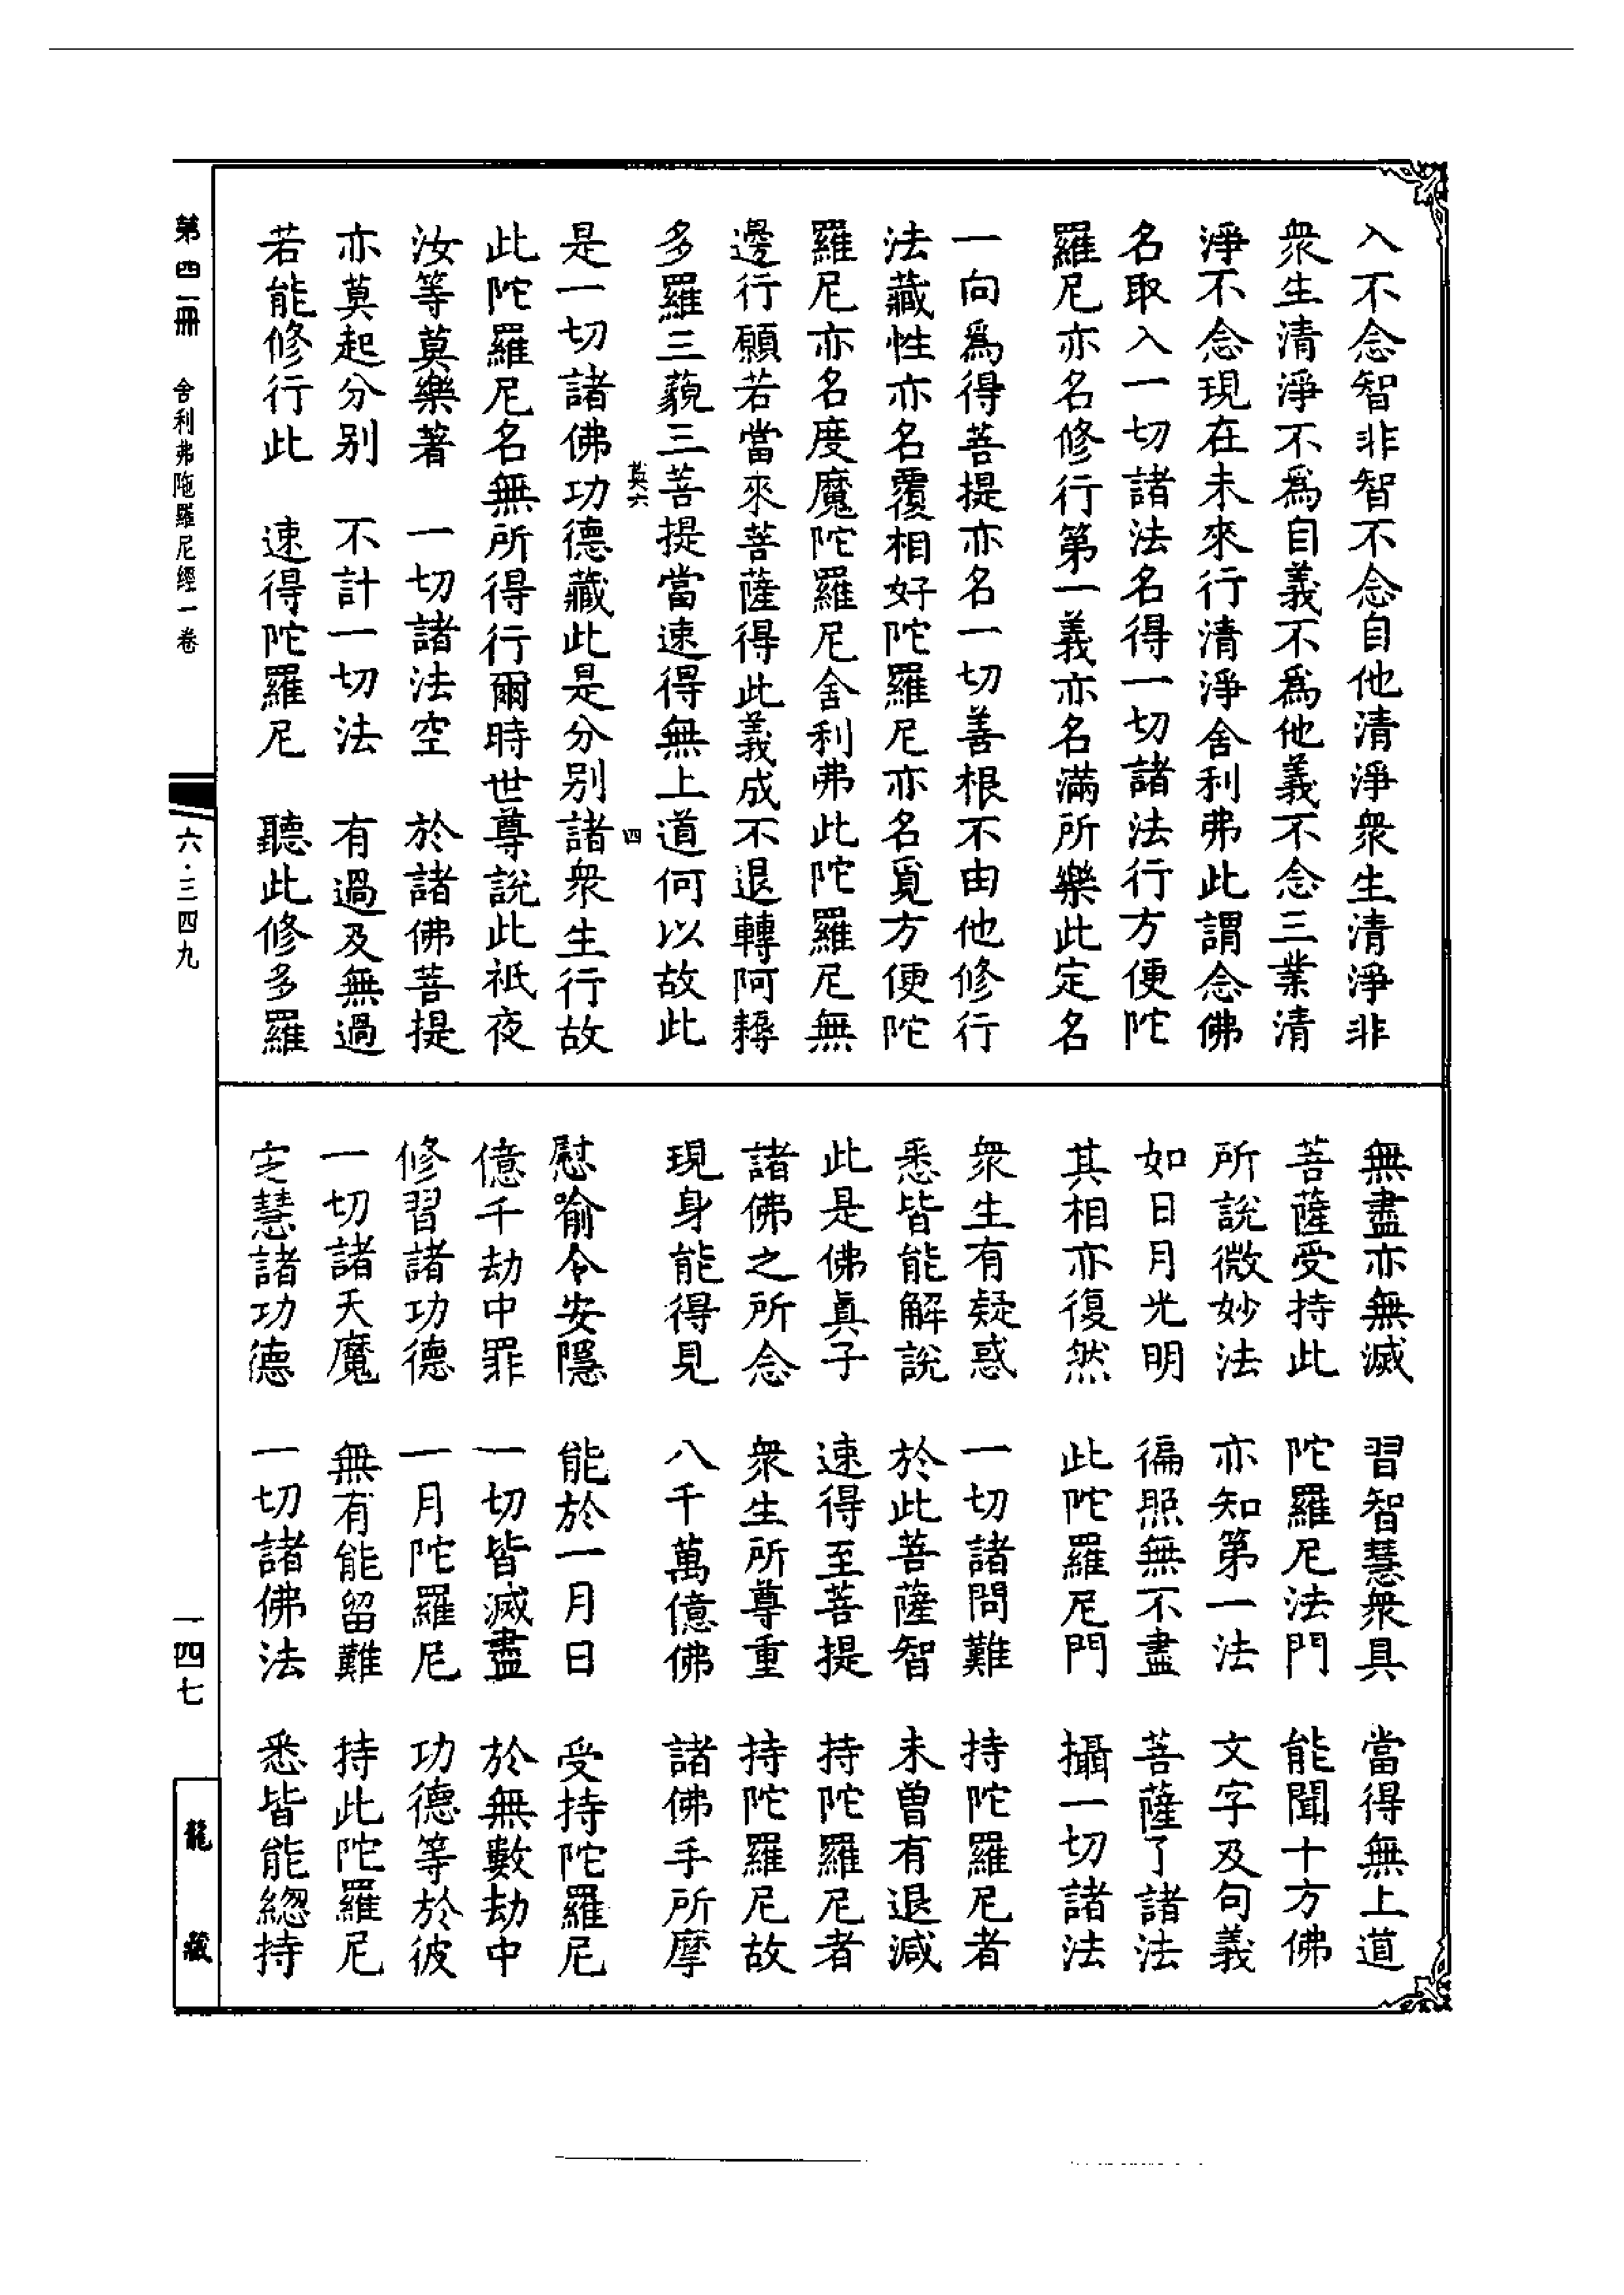 入不念智非智不念自他清淨衆生清淨非
衆生清淨不爲自義不爲他義不念三業清
淨不念現在未來行清淨舍利弗此謂念佛
名取入一切諸法名得一切諸法行方便陀
羅尼亦名修行第一義亦名滿所樂此定名
一向爲得菩提亦名一切善根不由他修行
法藏性亦名覆相好陀羅尼亦名覓方便陀
羅尼亦名度魔陀羅尼舍利弗此陀羅尼無
邊行願若當來菩薩得此義成不退轉阿耨
多羅三藐三菩提當速得無上道何以故此
莫六
四
是一切諸佛功德藏此是分别諸衆生行故
此陀羅尼名無所得行爾時世尊說此祇夜
汝等莫樂著　一切諸法空　於諸佛菩提
亦莫起分别　不計一切法　有過及無過
若能修行此　速得陀羅尼　聽此修多羅
無盡亦無滅　習智慧衆具　當得無上道
菩薩受持此　陀羅尼法門　能聞十方佛
所說微妙法　亦知第一法　文字及句義
如日月光明　徧照無不盡　菩薩了諸法
其相亦復然　此陀羅尼門　攝一切諸法
衆生有疑惑　一切諸問難　持陀羅尼者
悉皆能解說　於此菩薩智　未曾有退減
此是佛眞子　速得至菩提　持陀羅尼者
諸佛之所念　衆生所尊重　持陀羅尼故
現身能得見　八千萬億佛　諸佛手所摩
慰喻令安隱　能於一月日　受持陀羅尼
億千劫中罪　一切皆滅盡　於無數劫中
修習諸功德　一月陀羅尼　功德等於彼
一切諸天魔　無有能留難　持此陀羅尼
定慧諸功德　一切諸佛法　悉皆能緫持
第四一冊　舍利弗陁羅尼經一卷
六·三四九
一四七
龍藏